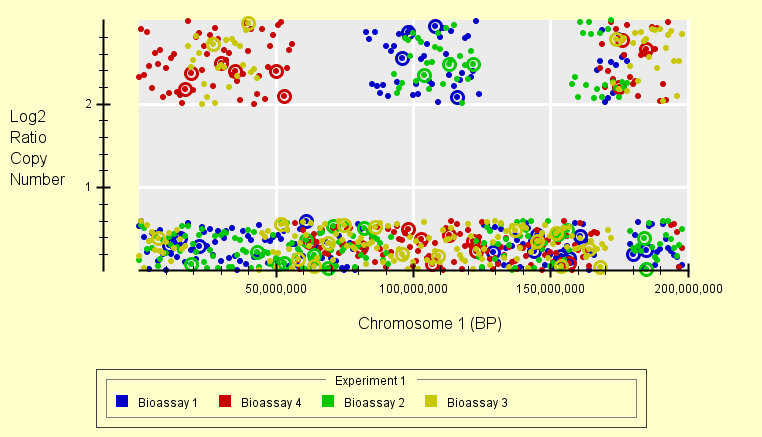 2
Log2
Ratio
Copy
Number
1
50,000,000 100,000,000 150,000,000 200,000,000
Chromosome 1 (BP)
Experiment 1
Bioassay 1 Bioassay 4 Bioassay 2 Bioassay 3